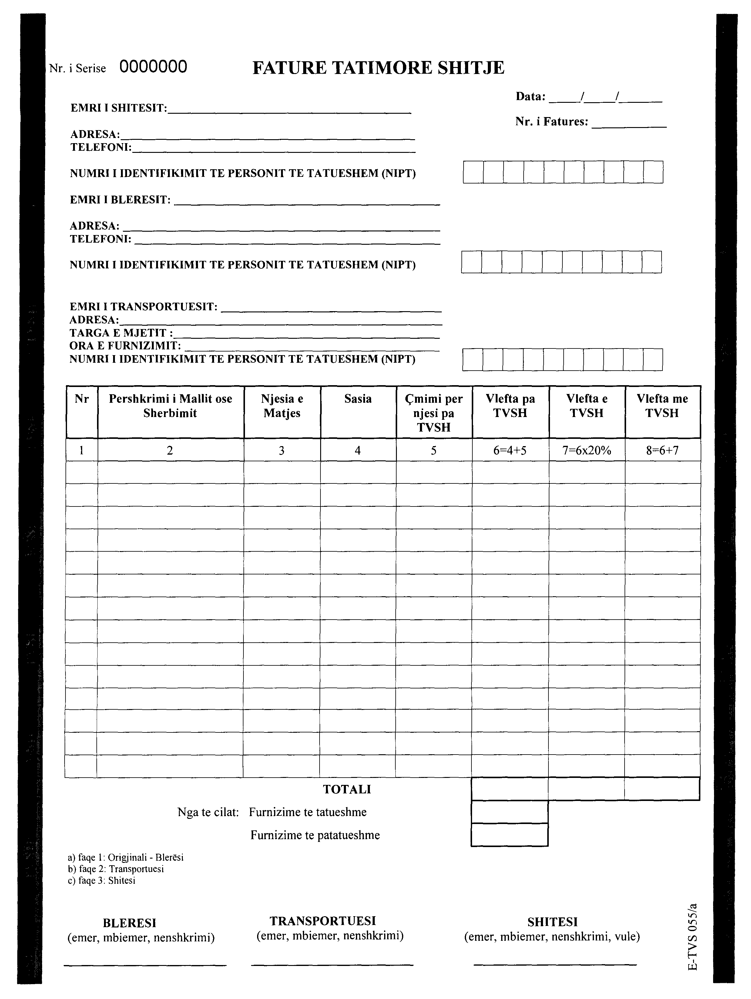 Nr. i Serise 0000000 FATURE TATIMORE SHITJE
Data: _____/_____/_______
EMRI I SHITESIT:
Nr. i Fatures:
ADRESA:
TELEFONI:
NUMRI I IDENTIFIKIMIT TE PERSONIT TE TATUESHEM (NIPT)
EMRI I BLERESIT:
ADRESA:
TELEFONI:
NUMRI I IDENTIFIKIMIT TE PERSONIT TE TATUESHEM (NIPT)
EMRI I TRANSPORTUESIT:
ADRESA:
TARGA E MJETIT :
ORA E FURNIZIMIT:
NUMRI I IDENTIFIKIMIT TE PERSONIT TE TATUESHEM (NIPT)
Nr Pershkrimi i Mallit ose Njesia e Sasia Çmimi per Vlefta pa Vlefta e Vlefta me
Sherbimit Matjes njesi pa TVSH TVSH TVSH
TVSH
1 2 3 4 5 6=4+5 7=6x20% 8=6+7
TOTALI
Nga te cilat: Furnizime te tatueshme
Furnizime te patatueshme
a) faqe 1: Origjinali - Blerësi
b) faqe 2: Transportuesi
c) faqe 3: Shitesi
BLERESI TRANSPORTUESI SHITESI
(emer, mbiemer, nenshkrimi) (emer, mbiemer, nenshkrimi) (emer, mbiemer, nenshkrimi, vule)
E-TVS 055/a